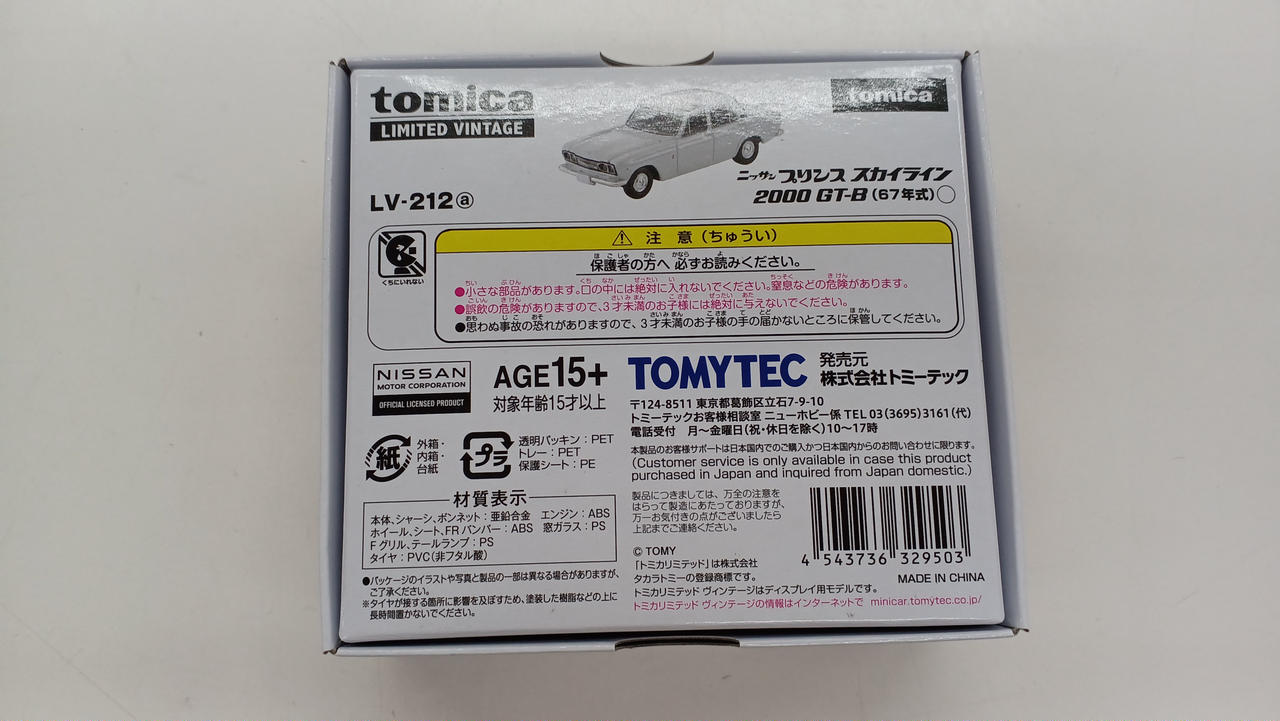 tomica
LIMITED VINTAGE
tomica
LV-212ⓐ
ニッサン プリンス スカイライン
2000 GT-B (67年式)○
くちにいれない
⚠ 注 意(ちゅうい)
保護者の方へ 必ずお読みください。
●小さな部品があります。口の中には絶対に入れないでください。窒息などの危険があります。
●誤飲の危険がありますので、3才未満のお子様には絶対に与えないでください。
●思わぬ事故の恐れがありますので、3才未満のお子様の手の届かないところに保管してください。
NISSAN
MOTOR CORPORATION
OFFICIAL LICENSED PRODUCT
AGE15+
対象年齢15才以上
TOMYTEC
発売元
株式会社トミーテック
〒124-8511 東京都葛飾区立石7-9-10
トミーテックお客様相談室 ニューホビー係 TEL 03(3695)3161(代)
電話受付 月〜金曜日(祝・休日を除く)10〜17時
紙
外箱・
内箱・
台紙
プラ
透明パッキン:PET
トレー:PET
保護シート:PE
本製品のお客様サポートは日本国内でのご購入かつ日本国内からのお問い合わせに限ります。
(Customer service is only available in case this product
purchased in Japan and inquired from Japan domestic.)
材質表示
本体、シャーシ、ボンネット:亜鉛合金 エンジン:ABS
ホイール、シート、FRバンパー:ABS 窓ガラス:PS
Fグリル、テールランプ:PS
タイヤ:PVC(非フタル酸)
●パッケージのイラストや写真と製品の一部は異なる場合がありますが、
ご了承ください。
※タイヤが接する箇所に影響を及ぼすため、塗装した樹脂などの上に
長時間置かないでください。
製品につきましては、万全の注意を
はらって製造にあたっておりますが、
万一お気付きの点がございましたら
上記までご連絡ください。
© TOMY
「トミカリミテッド」は株式会社
タカラトミーの登録商標です。
トミカリミテッド ヴィンテージはディスプレイ用モデルです。
トミカリミテッド ヴィンテージの情報はインターネットで minicar.tomytec.co.jp/
4 543736 329503
MADE IN CHINA